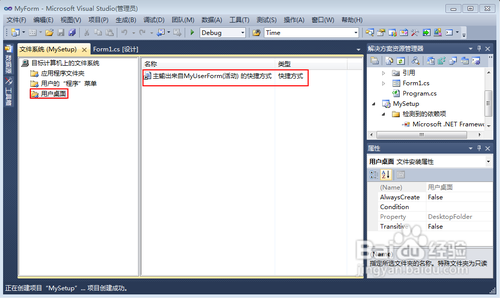 MyForm - Microsoft Visual Studio(管理员)
文件(F) 编辑(E) 视图(V) 项目(P) 生成(B) 调试(D) 团队(M) 数据(A) 工具(T) 测试(S) 操作(A) 窗口(W) 帮助(H)
Debug Time
文件系统 (MySetup) Form1.cs [设计]
目标计算机上的文件系统
应用程序文件夹
用户的“程序”菜单
用户桌面
名称 类型
主输出来自MyUserForm(活动) 的快捷方式 快捷方式
工具箱
解决方案资源管理器
引用
Form1.cs
Program.cs
MySetup
检测到的依赖项
Microsoft .NET Framew
属性
用户桌面 文件安装属性
(Name) 用户桌面
AlwaysCreate False
Condition
Property DesktopFolder
Transitive False
(Name)
指定所选文件夹的名称。特殊文件夹为只读
Baidu 经验
jingyan.baidu.com
正在创建项目 "MySetup" ... 项目创建成功。